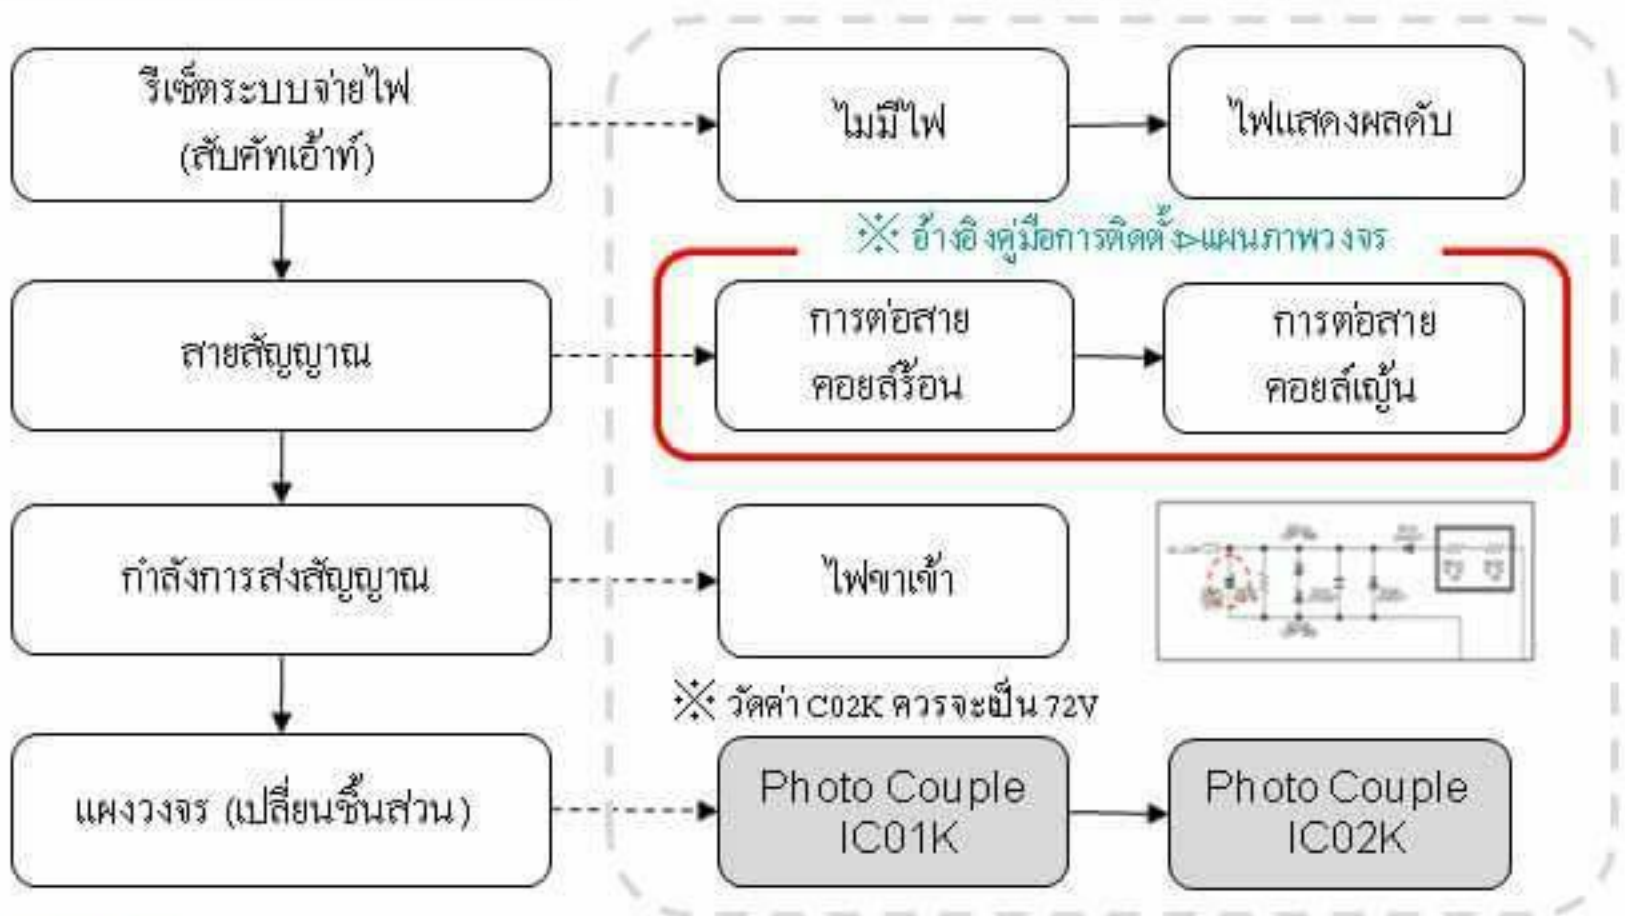 รีเซ็ตระบบจ่ายไฟ
(สับคัทเอ้าท์)
ไม่มีไฟ
ไฟแสดงผลดับ
※ อ้างอิงคู่มือการติดตั้ง>แผนภาพวงจร
สายสัญญาณ
การต่อสาย
คอยล์ร้อน
การต่อสาย
คอยล์เญ้น
กำลังการส่งสัญญาณ
ไฟขาเข้า
※ วัดค่า C02K ควรจะเป็น 72V
แผงวงจร (เปลี่ยนชิ้นส่วน)
Photo Couple
IC01K
Photo Couple
IC02K